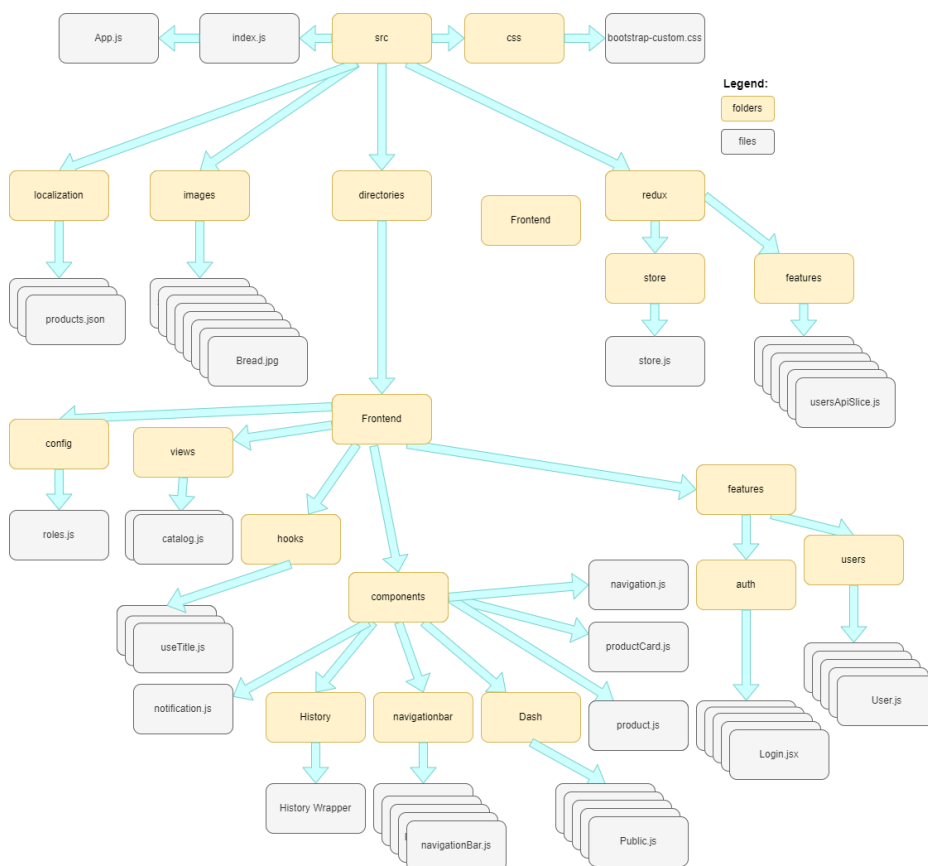 App.js
index.js
src
css
bootstrap-custom.css
Legend:
folders
files
localization
images
directories
Frontend
redux
store
features
products.json
Bread.jpg
store.js
usersApiSlice.js
Frontend
config
views
features
roles.js
catalog.js
hooks
users
navigation.js
auth
components
useTitle.js
productCard.js
notification.js
History
navigationbar
Dash
product.js
User.js
Login.jsx
History Wrapper
navigationBar.js
Public.js